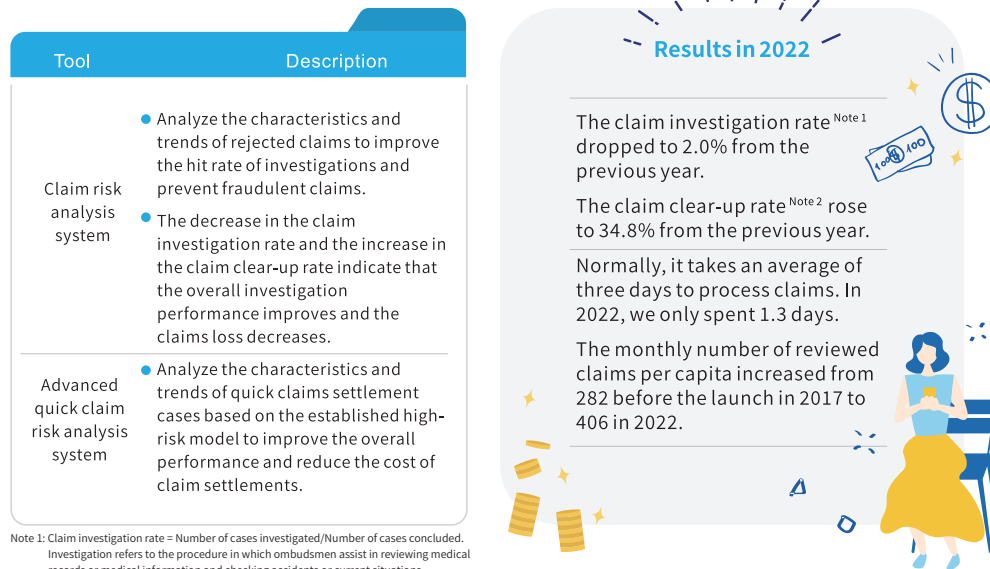 Tool Description
Claim risk
analysis
system
Analyze the characteristics and
trends of rejected claims to improve
the hit rate of investigations and
prevent fraudulent claims.
The decrease in the claim
investigation rate and the increase in
the claim clear-up rate indicate that
the overall investigation
performance improves and the
claims loss decreases.
Advanced
quick claim
risk analysis
system
Analyze the characteristics and
trends of quick claims settlement
cases based on the established high-
risk model to improve the overall
performance and reduce the cost of
claim settlements.
Note 1: Claim investigation rate = Number of cases investigated/Number of cases concluded.
Investigation refers to the procedure in which ombudsmen assist in reviewing medical
Results in 2022
The claim investigation rate Note 1
dropped to 2.0% from the
previous year.
The claim clear-up rate Note 2 rose
to 34.8% from the previous year.
Normally, it takes an average of
three days to process claims. In
2022, we only spent 1.3 days.
The monthly number of reviewed
claims per capita increased from
282 before the launch in 2017 to
406 in 2022.
$
100 100